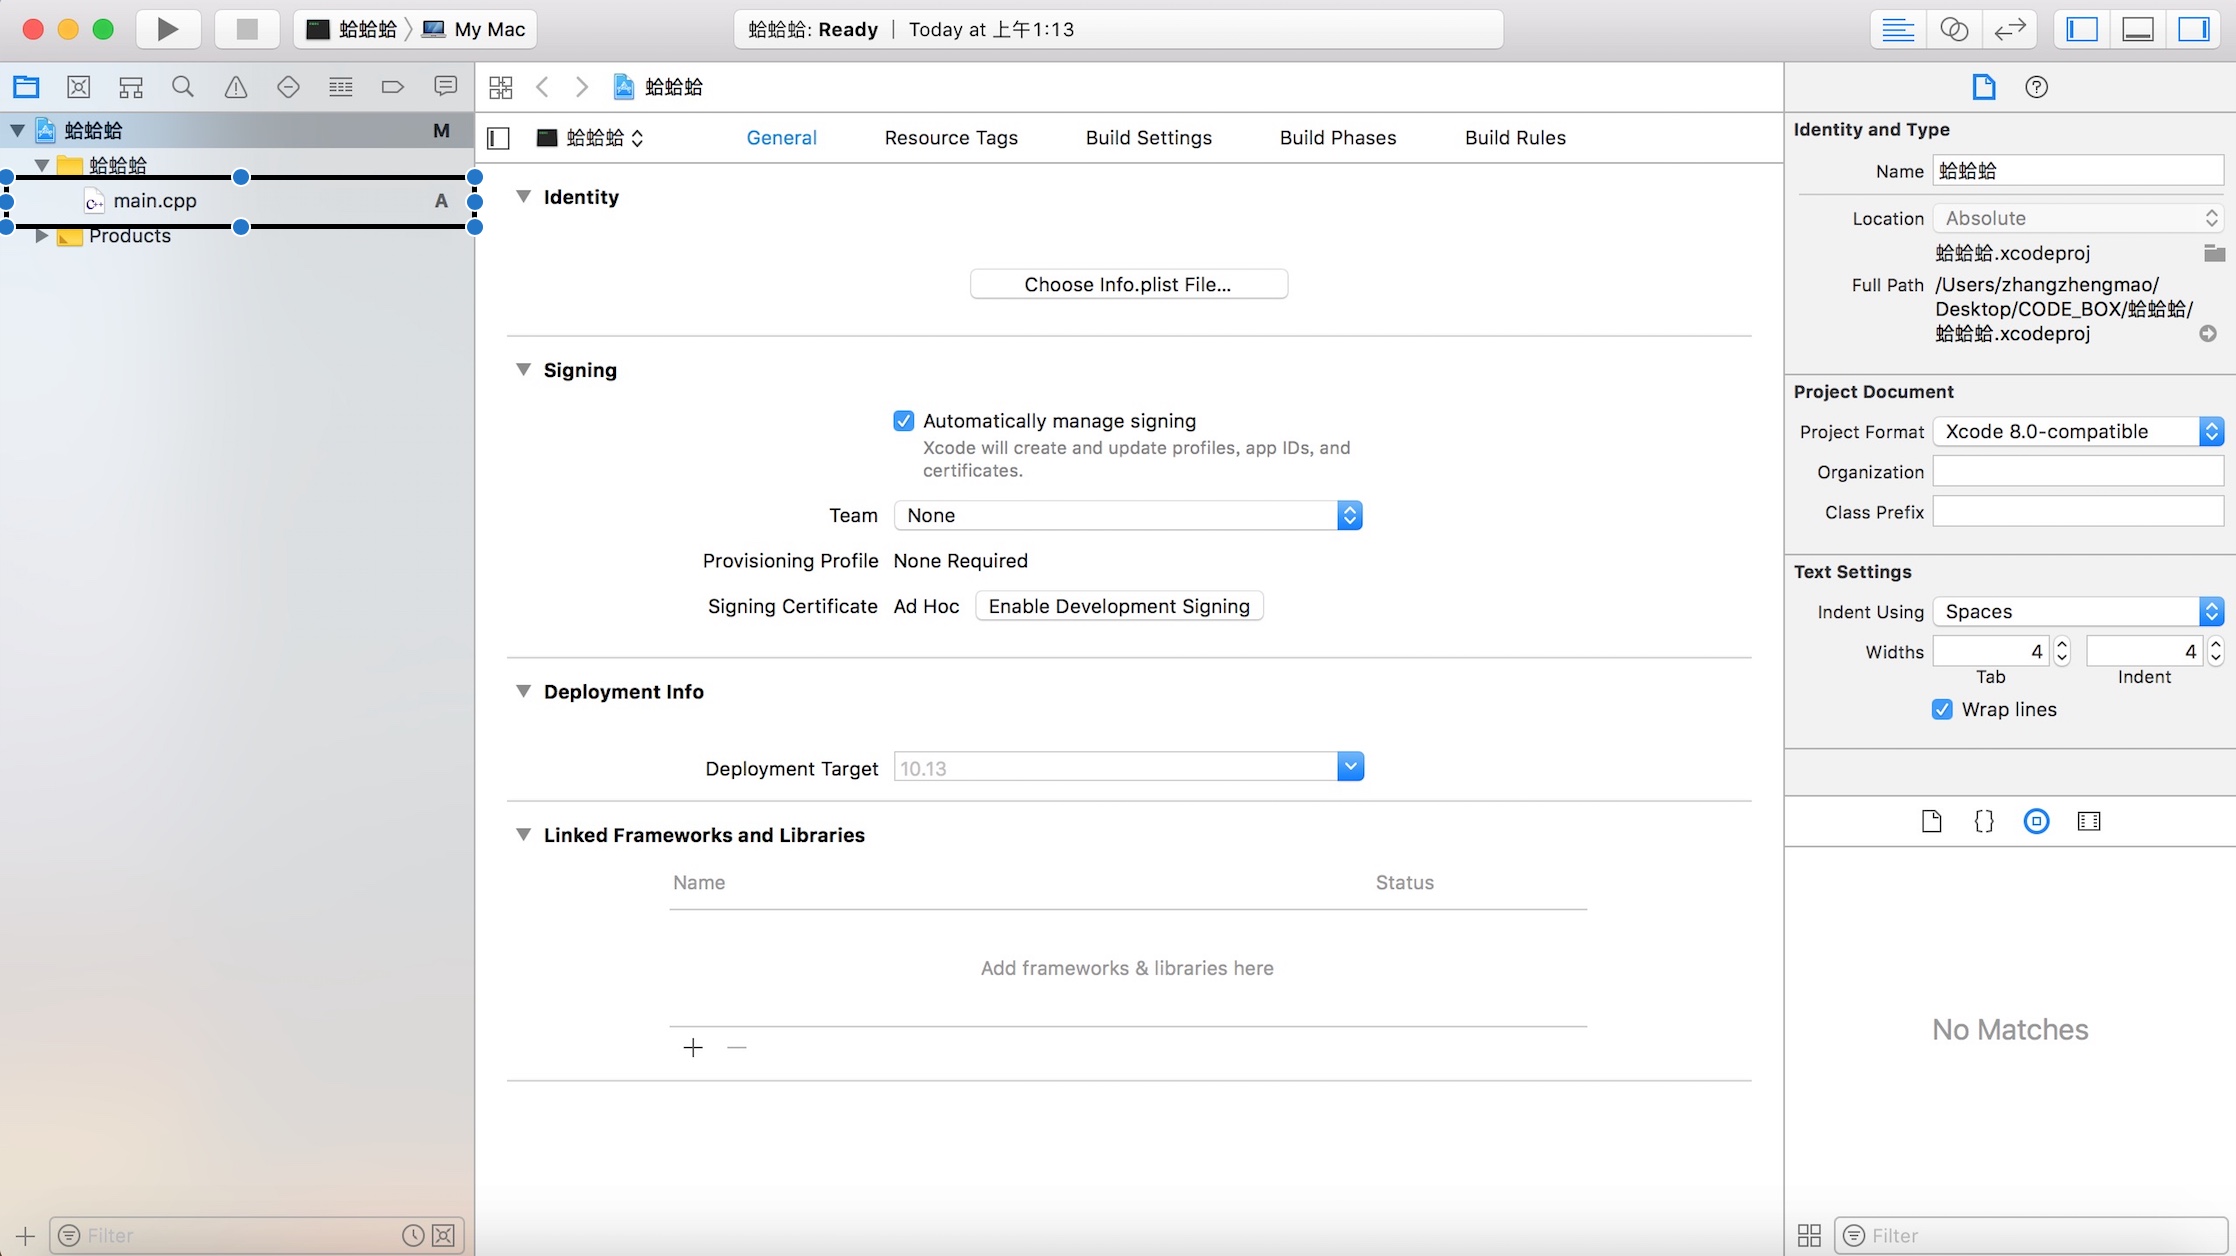 蛤蛤蛤 My Mac
蛤蛤蛤: Ready | Today at 上午1:13
蛤蛤蛤 M
蛤蛤蛤
main.cpp A
Products
Filter
蛤蛤蛤
蛤蛤蛤 General Resource Tags Build Settings Build Phases Build Rules
Identity
Choose Info.plist File...
Signing
Automatically manage signing
Xcode will create and update profiles, app IDs, and
certificates.
Team None
Provisioning Profile None Required
Signing Certificate Ad Hoc Enable Development Signing
Deployment Info
Deployment Target 10.13
Linked Frameworks and Libraries
Name Status
Add frameworks & libraries here
Identity and Type
Name 蛤蛤蛤
Location Absolute
蛤蛤蛤.xcodeproj
Full Path /Users/zhangzhengmao/
Desktop/CODE_BOX/蛤蛤蛤/
蛤蛤蛤.xcodeproj
Project Document
Project Format Xcode 8.0-compatible
Organization
Class Prefix
Text Settings
Indent Using Spaces
Widths 4 4
Tab Indent
Wrap lines
No Matches
Filter